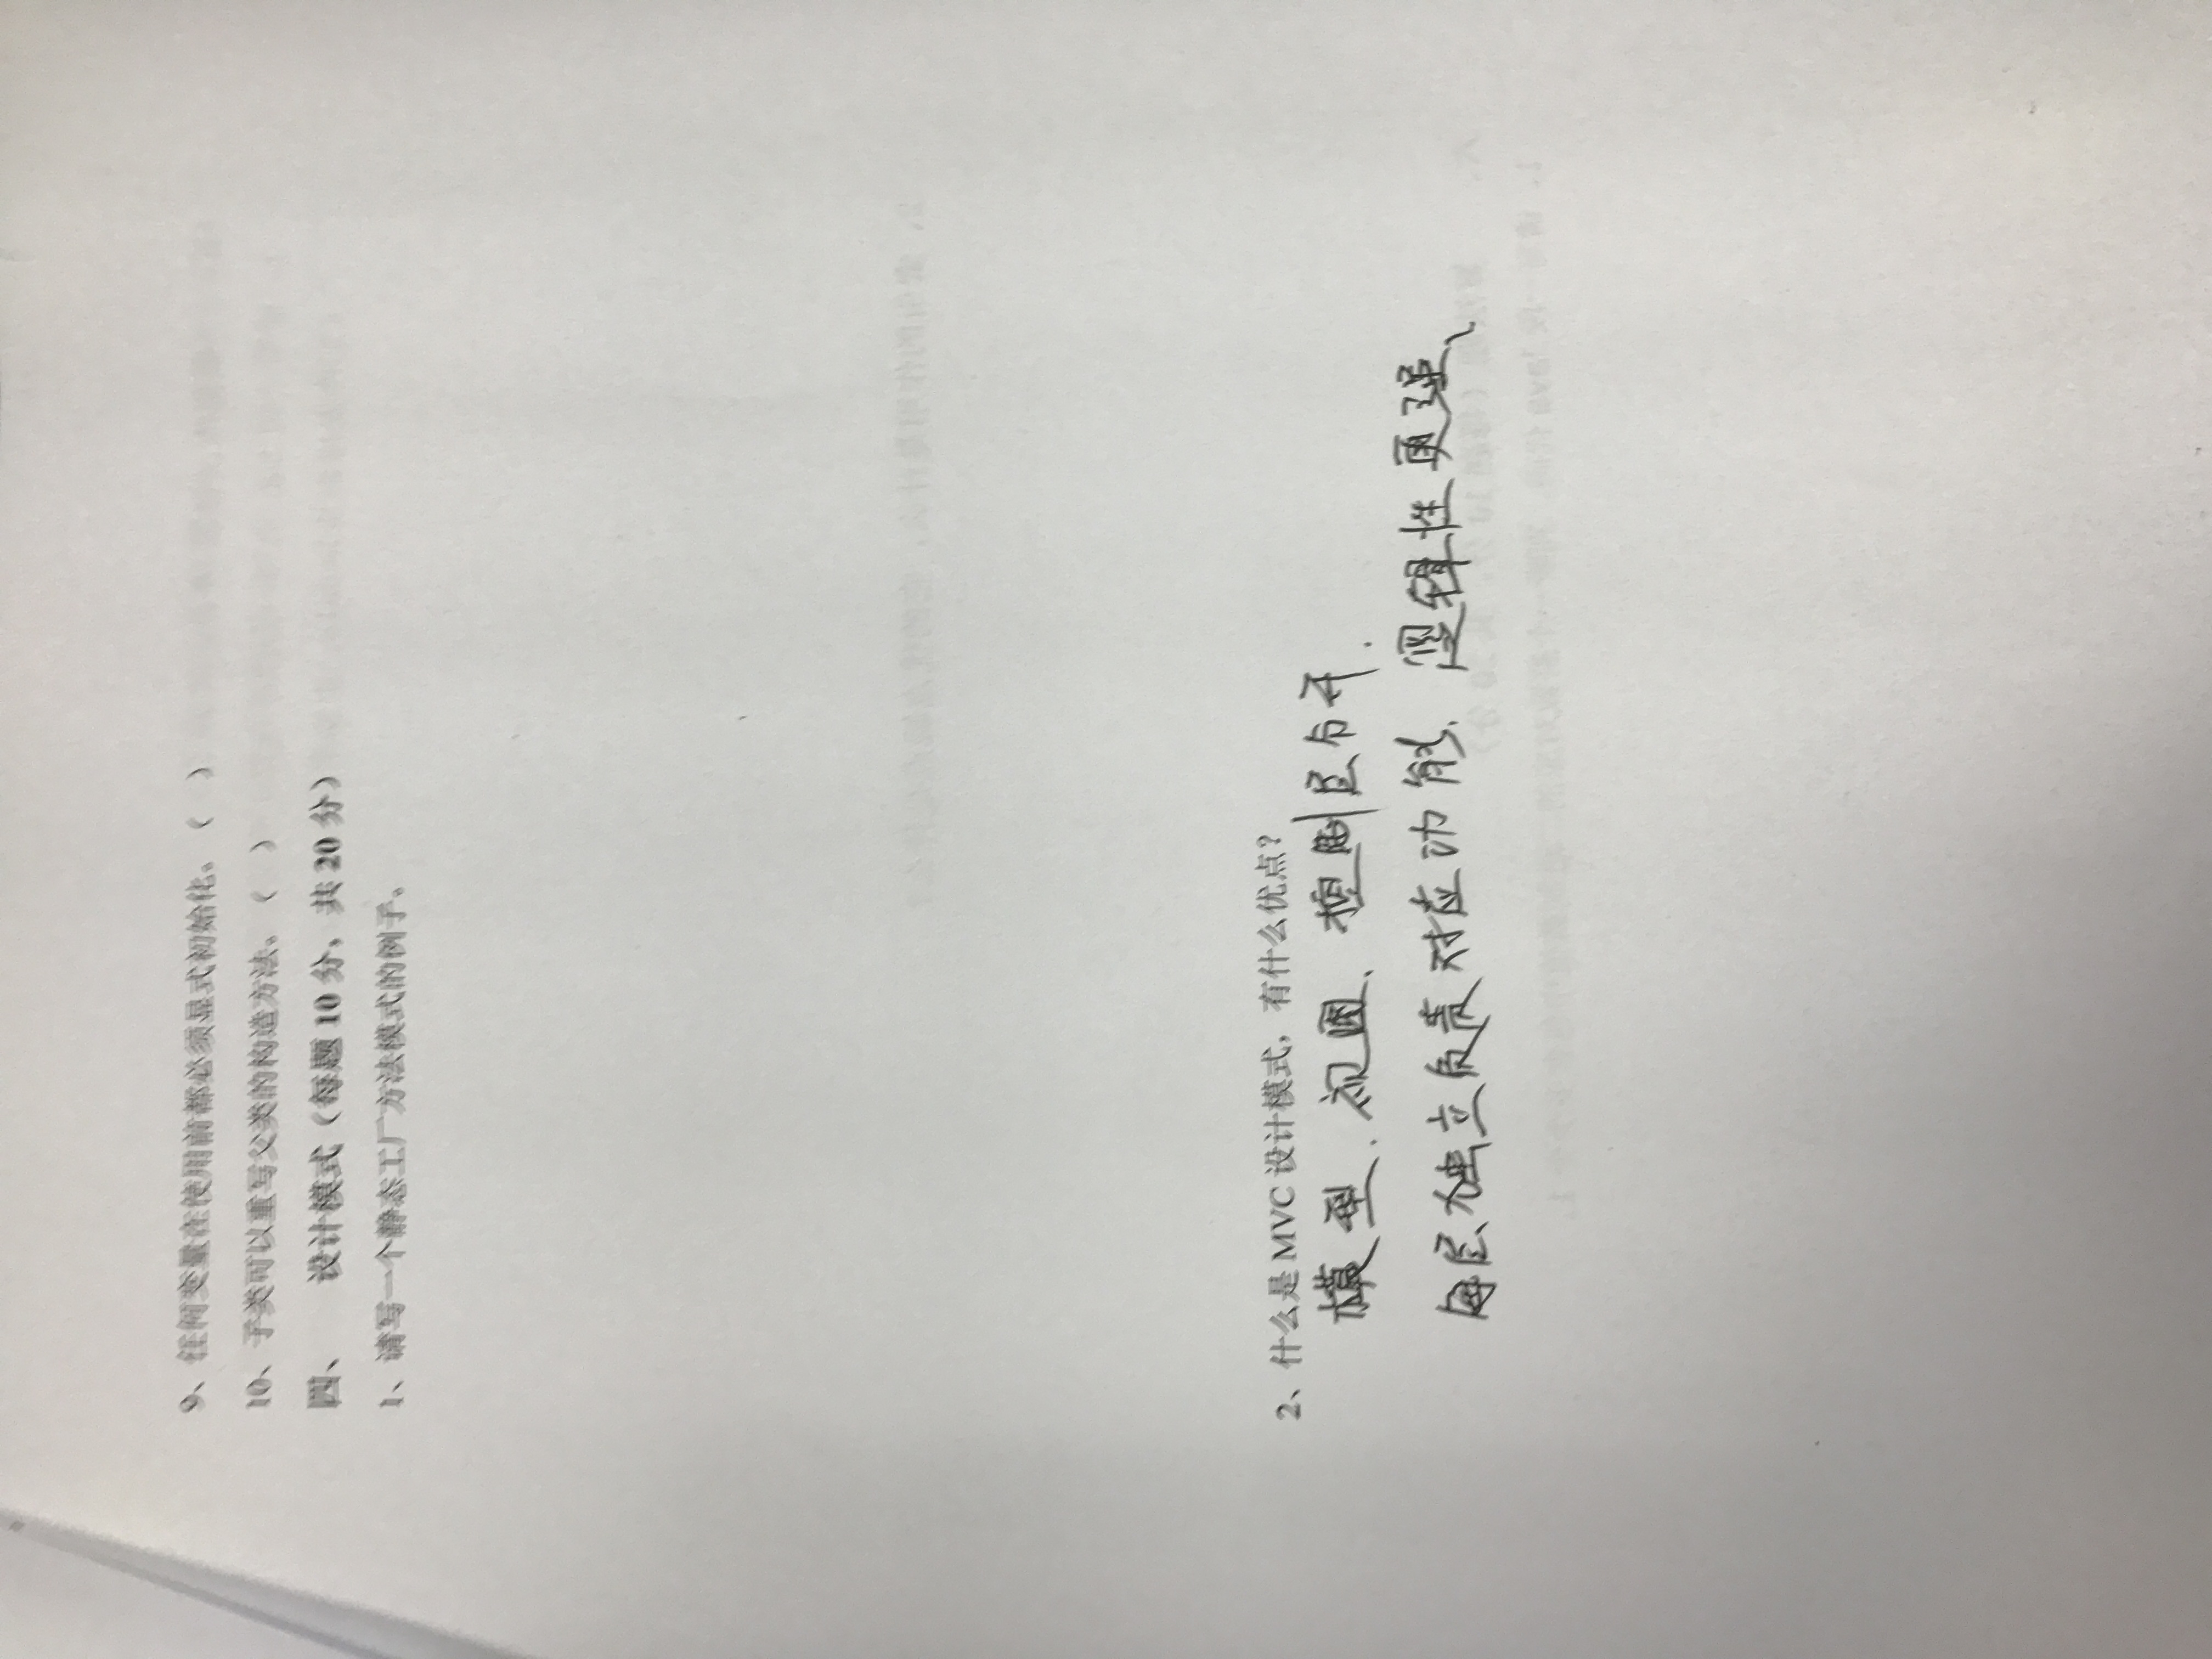 9、任何变量在使用前都必须显式初始化。（ ）
10、子类可以重写父类的构造方法。（ ）
四、 设计模式（每题 10 分，共 20 分）
1、请写一个静态工厂方法模式的例子。
2、什么是 MVC 设计模式，有什么优点？
模型、视图、控制层分开.
每层独立负责对应功能. 逻辑性更强、